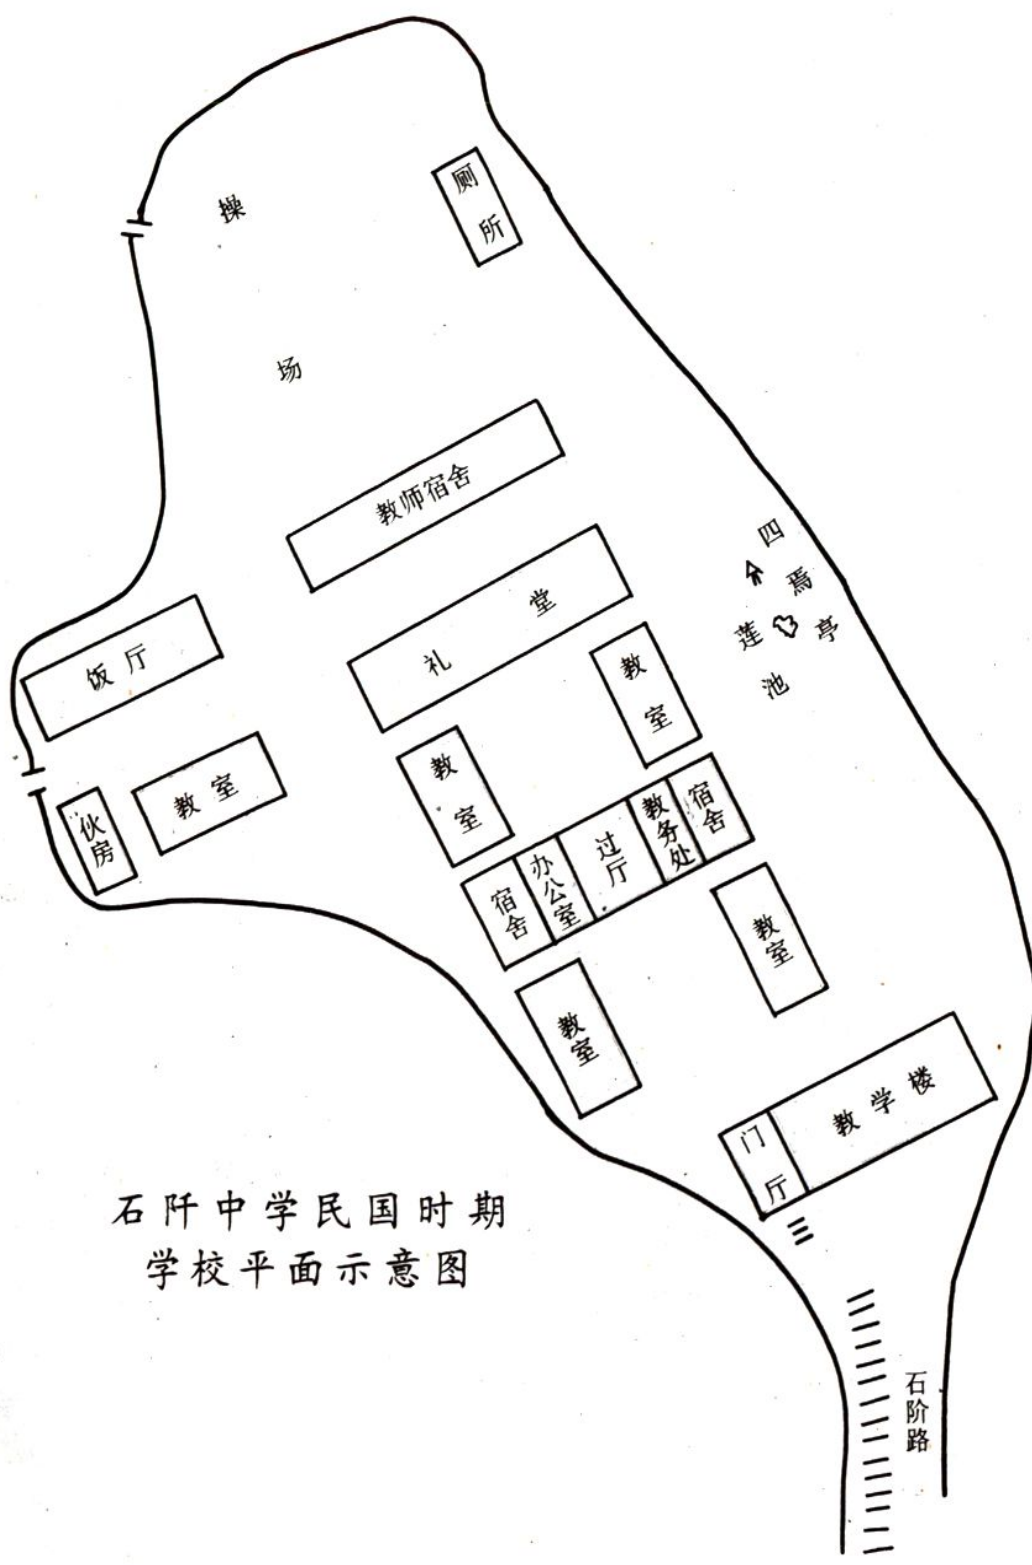 操场
厕所
教师宿舍
礼堂
四焉亭
莲池
饭厅
教室
教室
教室
伙房
宿舍
办公室
过厅
教务处
宿舍
教室
教室
门厅
教学楼
石阡中学民国时期
学校平面示意图
石阶路